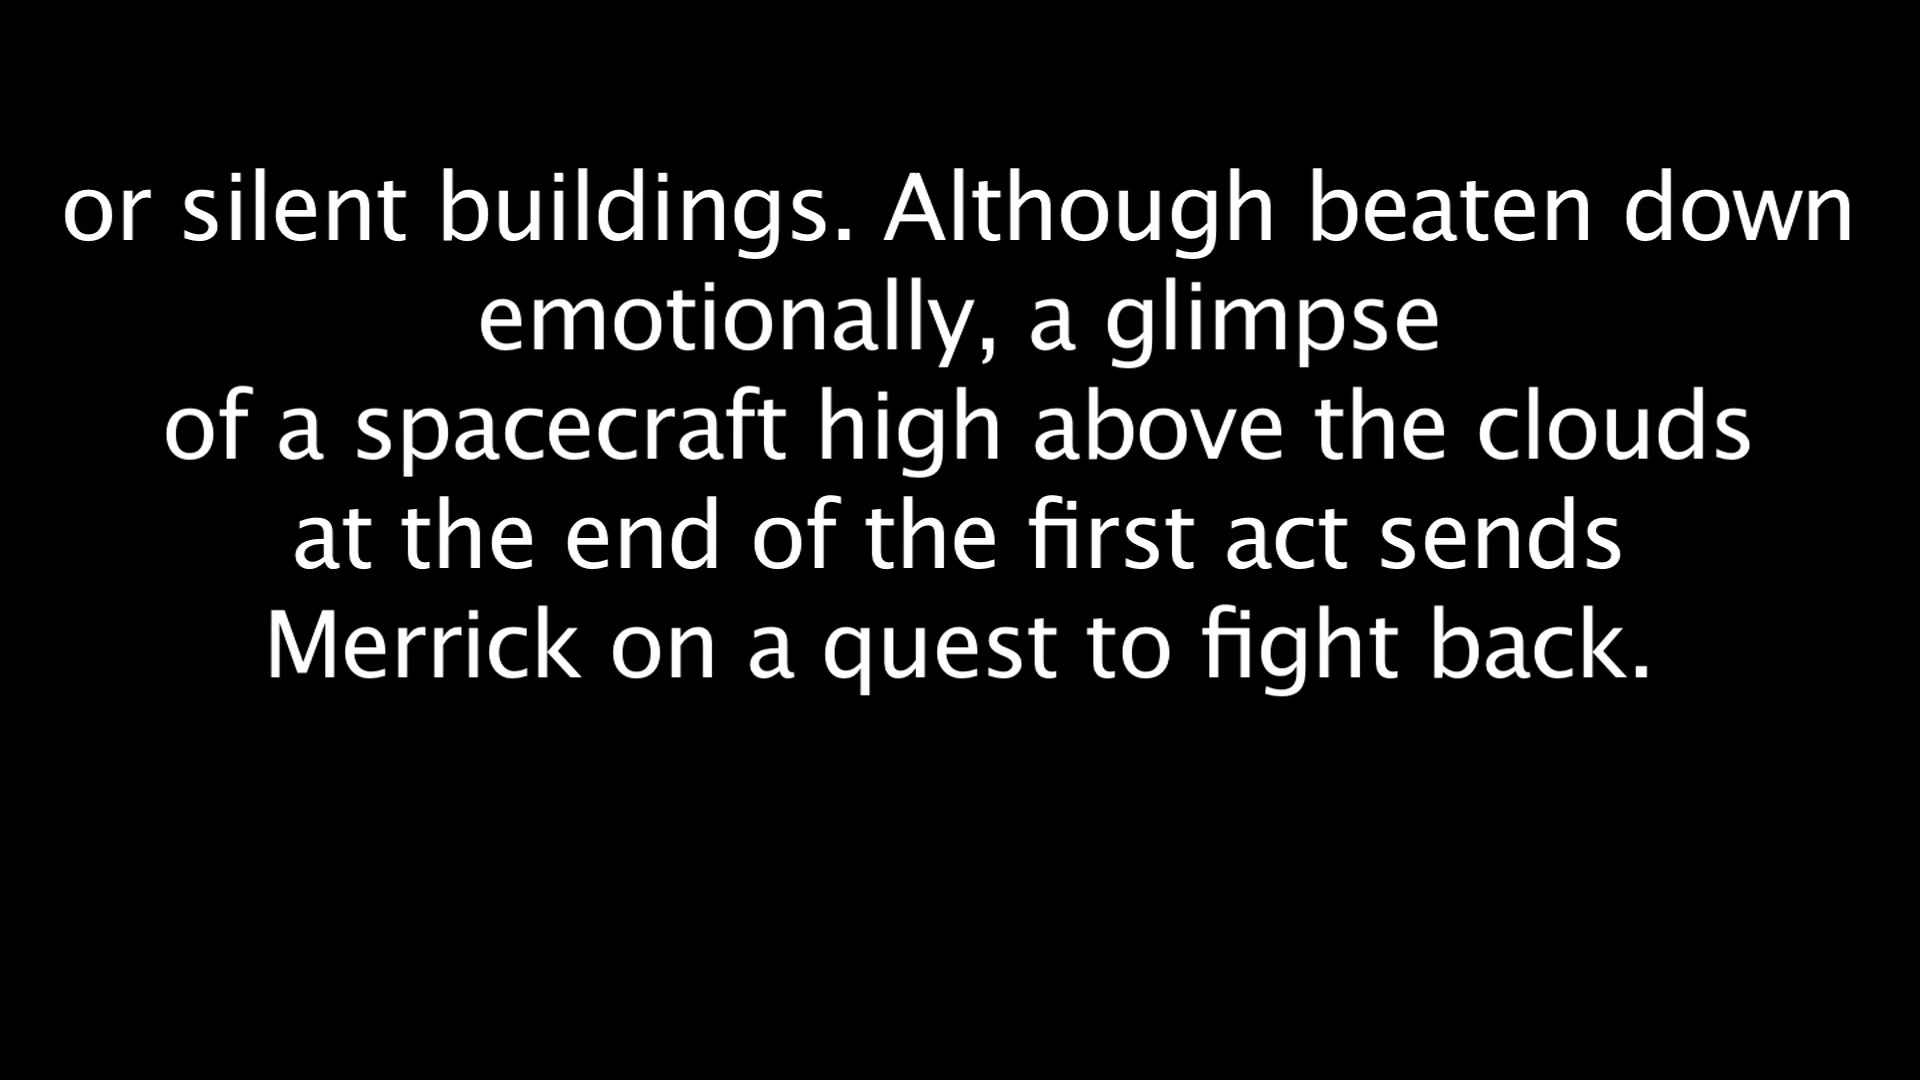 or silent buildings. Although beaten down
emotionally, a glimpse
of a spacecraft high above the clouds
at the end of the first act sends
Merrick on a quest to fight back.